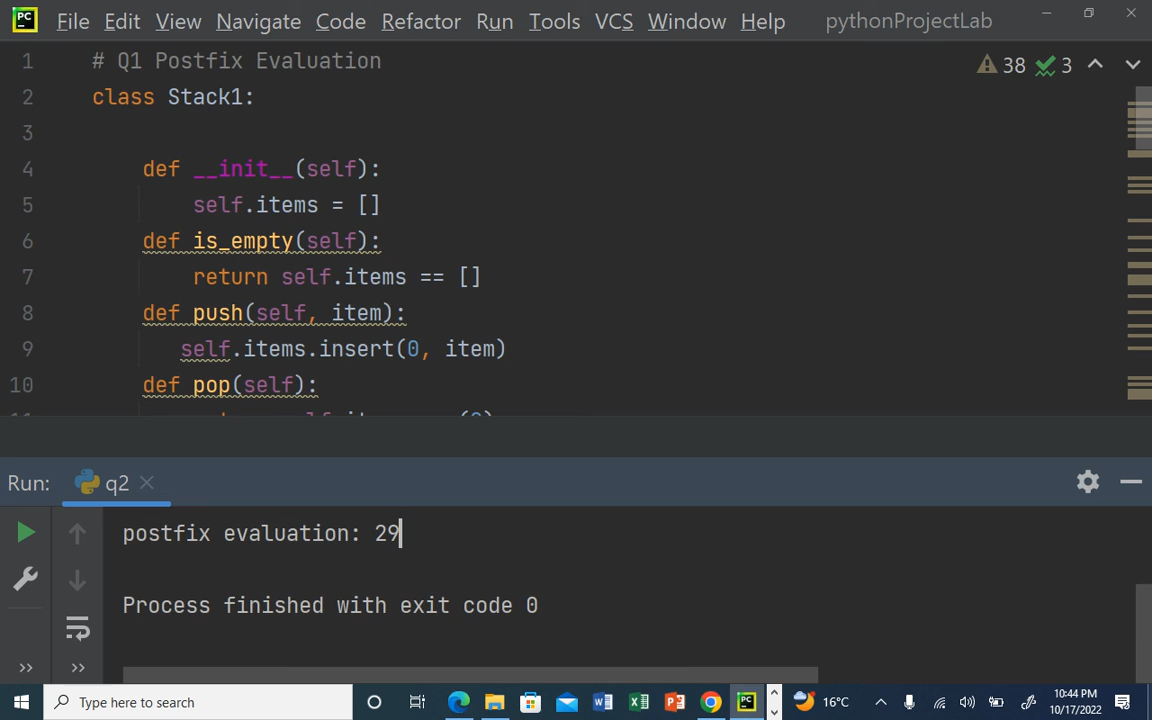 PC File Edit View Navigate Code Refactor Run Tools VCS Window Help pythonProjectLab
1 # Q1 Postfix Evaluation
38 3
2 class Stack1:
3
4 def __init__(self):
5 self.items = []
6 def is_empty(self):
7 return self.items == []
8 def push(self, item):
9 self.items.insert(0, item)
10 def pop(self):
Run: q2
postfix evaluation: 29
Process finished with exit code 0
Type here to search
PC
16°C
10:44 PM
10/17/2022